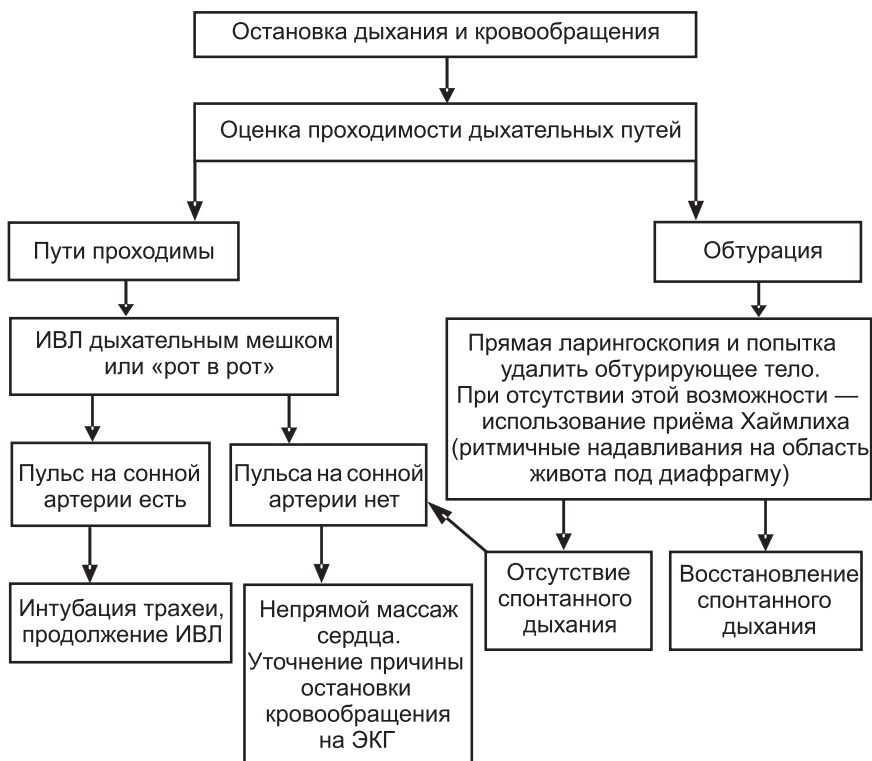 Остановка дыхания и кровообращения
Оценка проходимости дыхательных путей
Пути проходимы
Обтурация
ИВЛ дыхательным мешком
или «рот в рот»
Прямая ларингоскопия и попытка
удалить обтурирующее тело.
При отсутствии этой возможности —
использование приёма Хаймлиха
(ритмичные надавливания на область
живота под диафрагму)
Пульс на сонной
артерии есть
Пульса на сонной
артерии нет
Интубация трахеи,
продолжение ИВЛ
Непрямой массаж
сердца.
Уточнение причины
остановки
кровообращения
на ЭКГ
Отсутствие
спонтанного
дыхания
Восстановление
спонтанного
дыхания